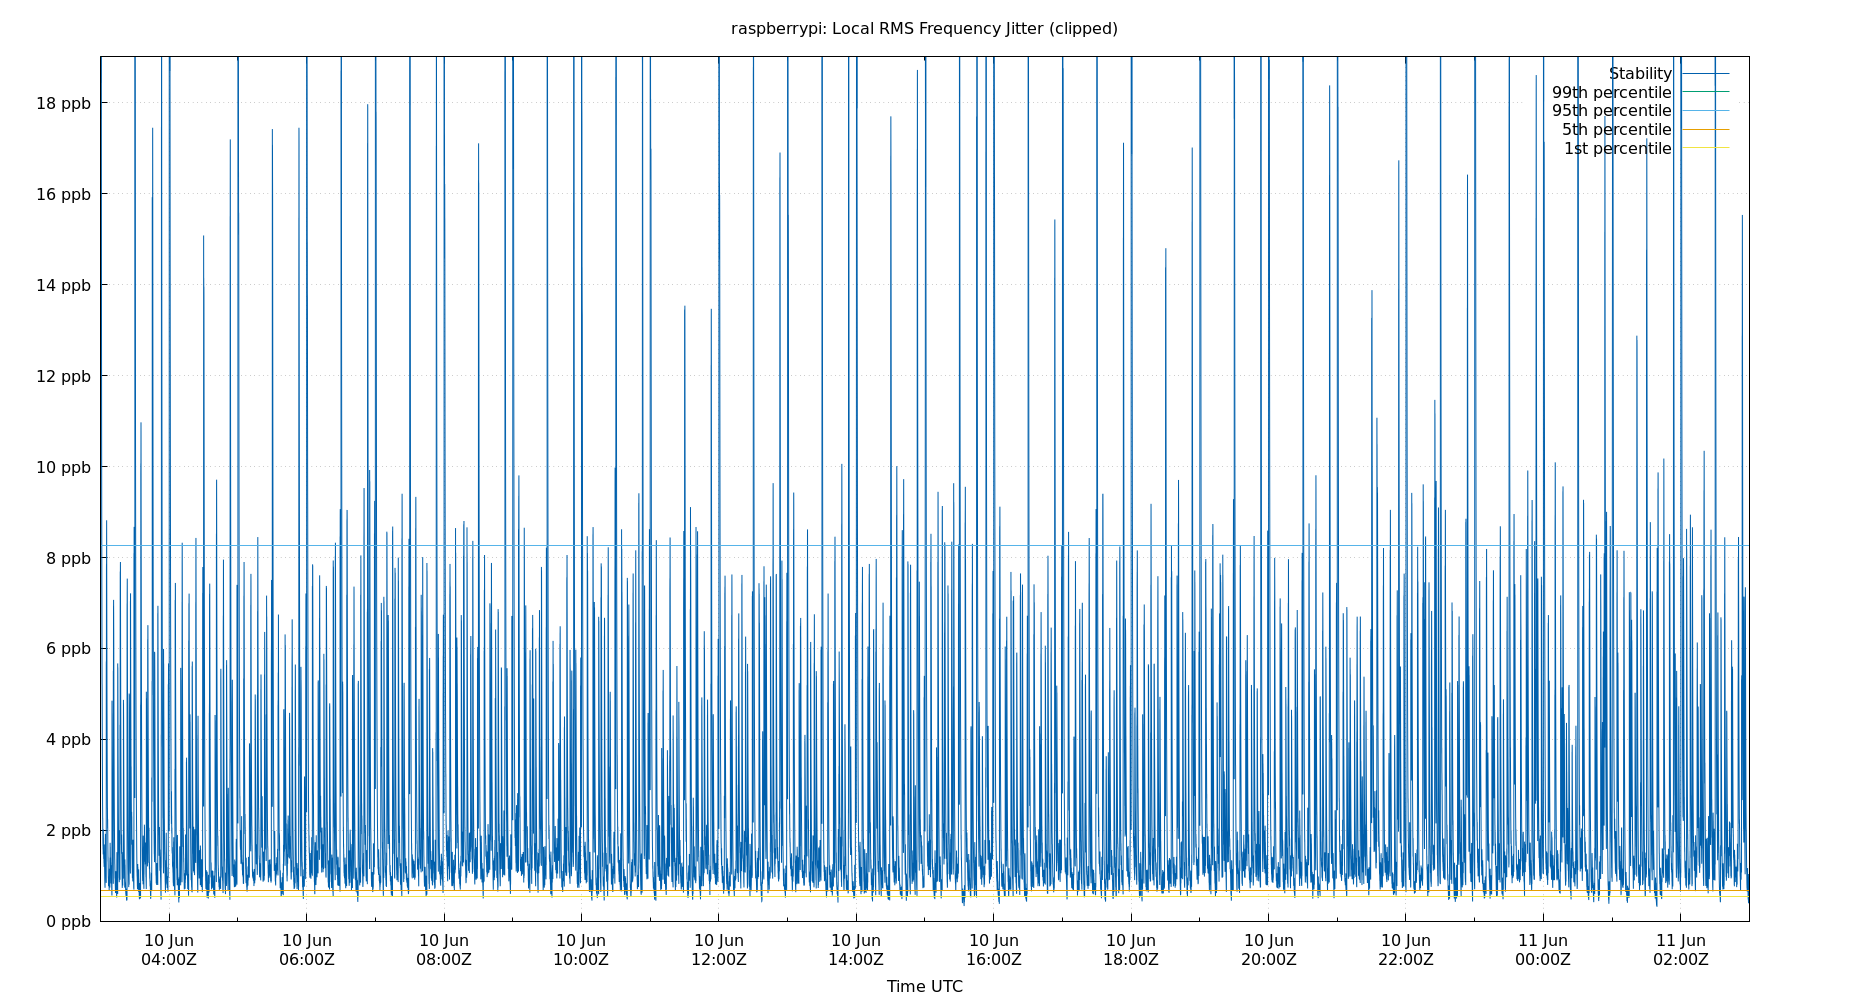 raspberrypi: Local RMS Frequency Jitter (clipped)
Stability
99th percentile
95th percentile
5th percentile
1st percentile
18 ppb
16 ppb
14 ppb
12 ppb
10 ppb
8 ppb
6 ppb
4 ppb
2 ppb
0 ppb
10 Jun 10 Jun 10 Jun 10 Jun 10 Jun 10 Jun 10 Jun 10 Jun 10 Jun 10 Jun 11 Jun 11 Jun
04:00Z 06:00Z 08:00Z 10:00Z 12:00Z 14:00Z 16:00Z 18:00Z 20:00Z 22:00Z 00:00Z 02:00Z
Time UTC